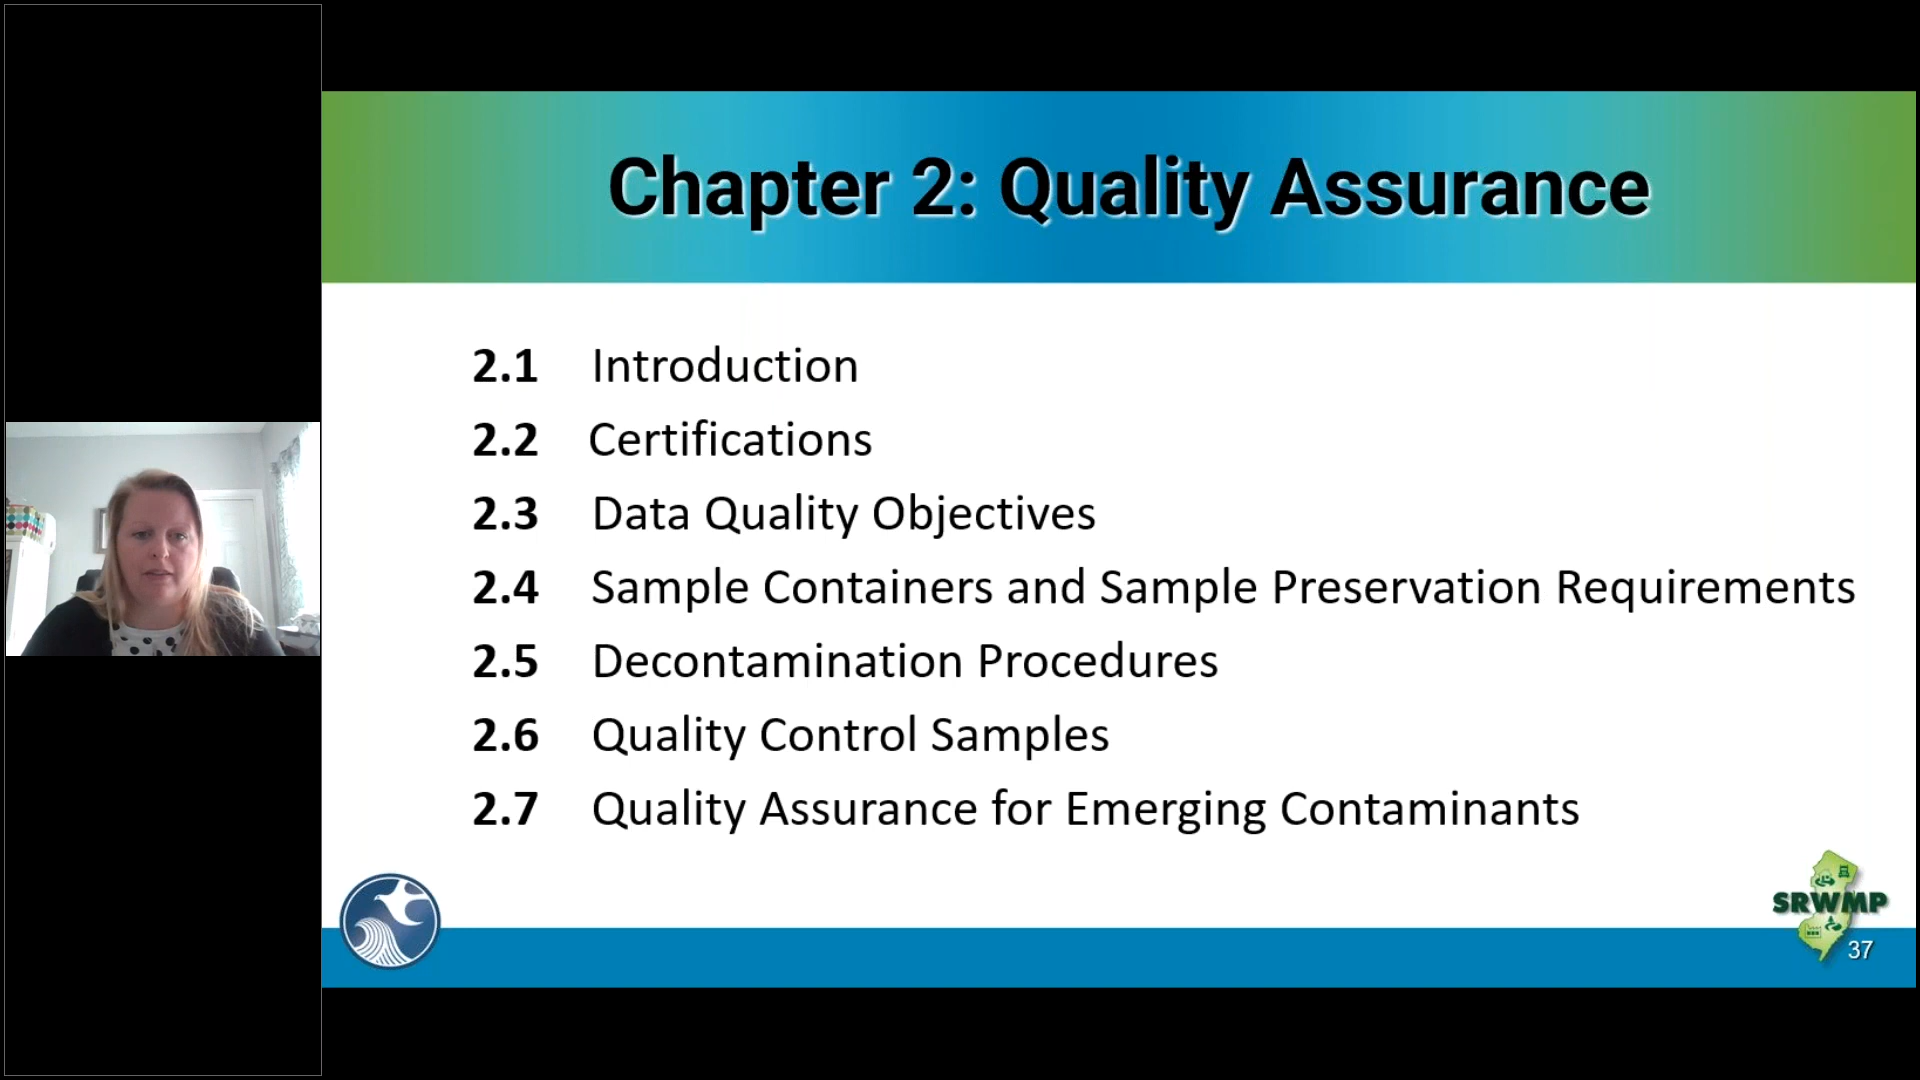 Chapter 2: Quality Assurance
2.1 Introduction
2.2 Certifications
2.3 Data Quality Objectives
2.4 Sample Containers and Sample Preservation Requirements
2.5 Decontamination Procedures
2.6 Quality Control Samples
2.7 Quality Assurance for Emerging Contaminants
SRWMP
37